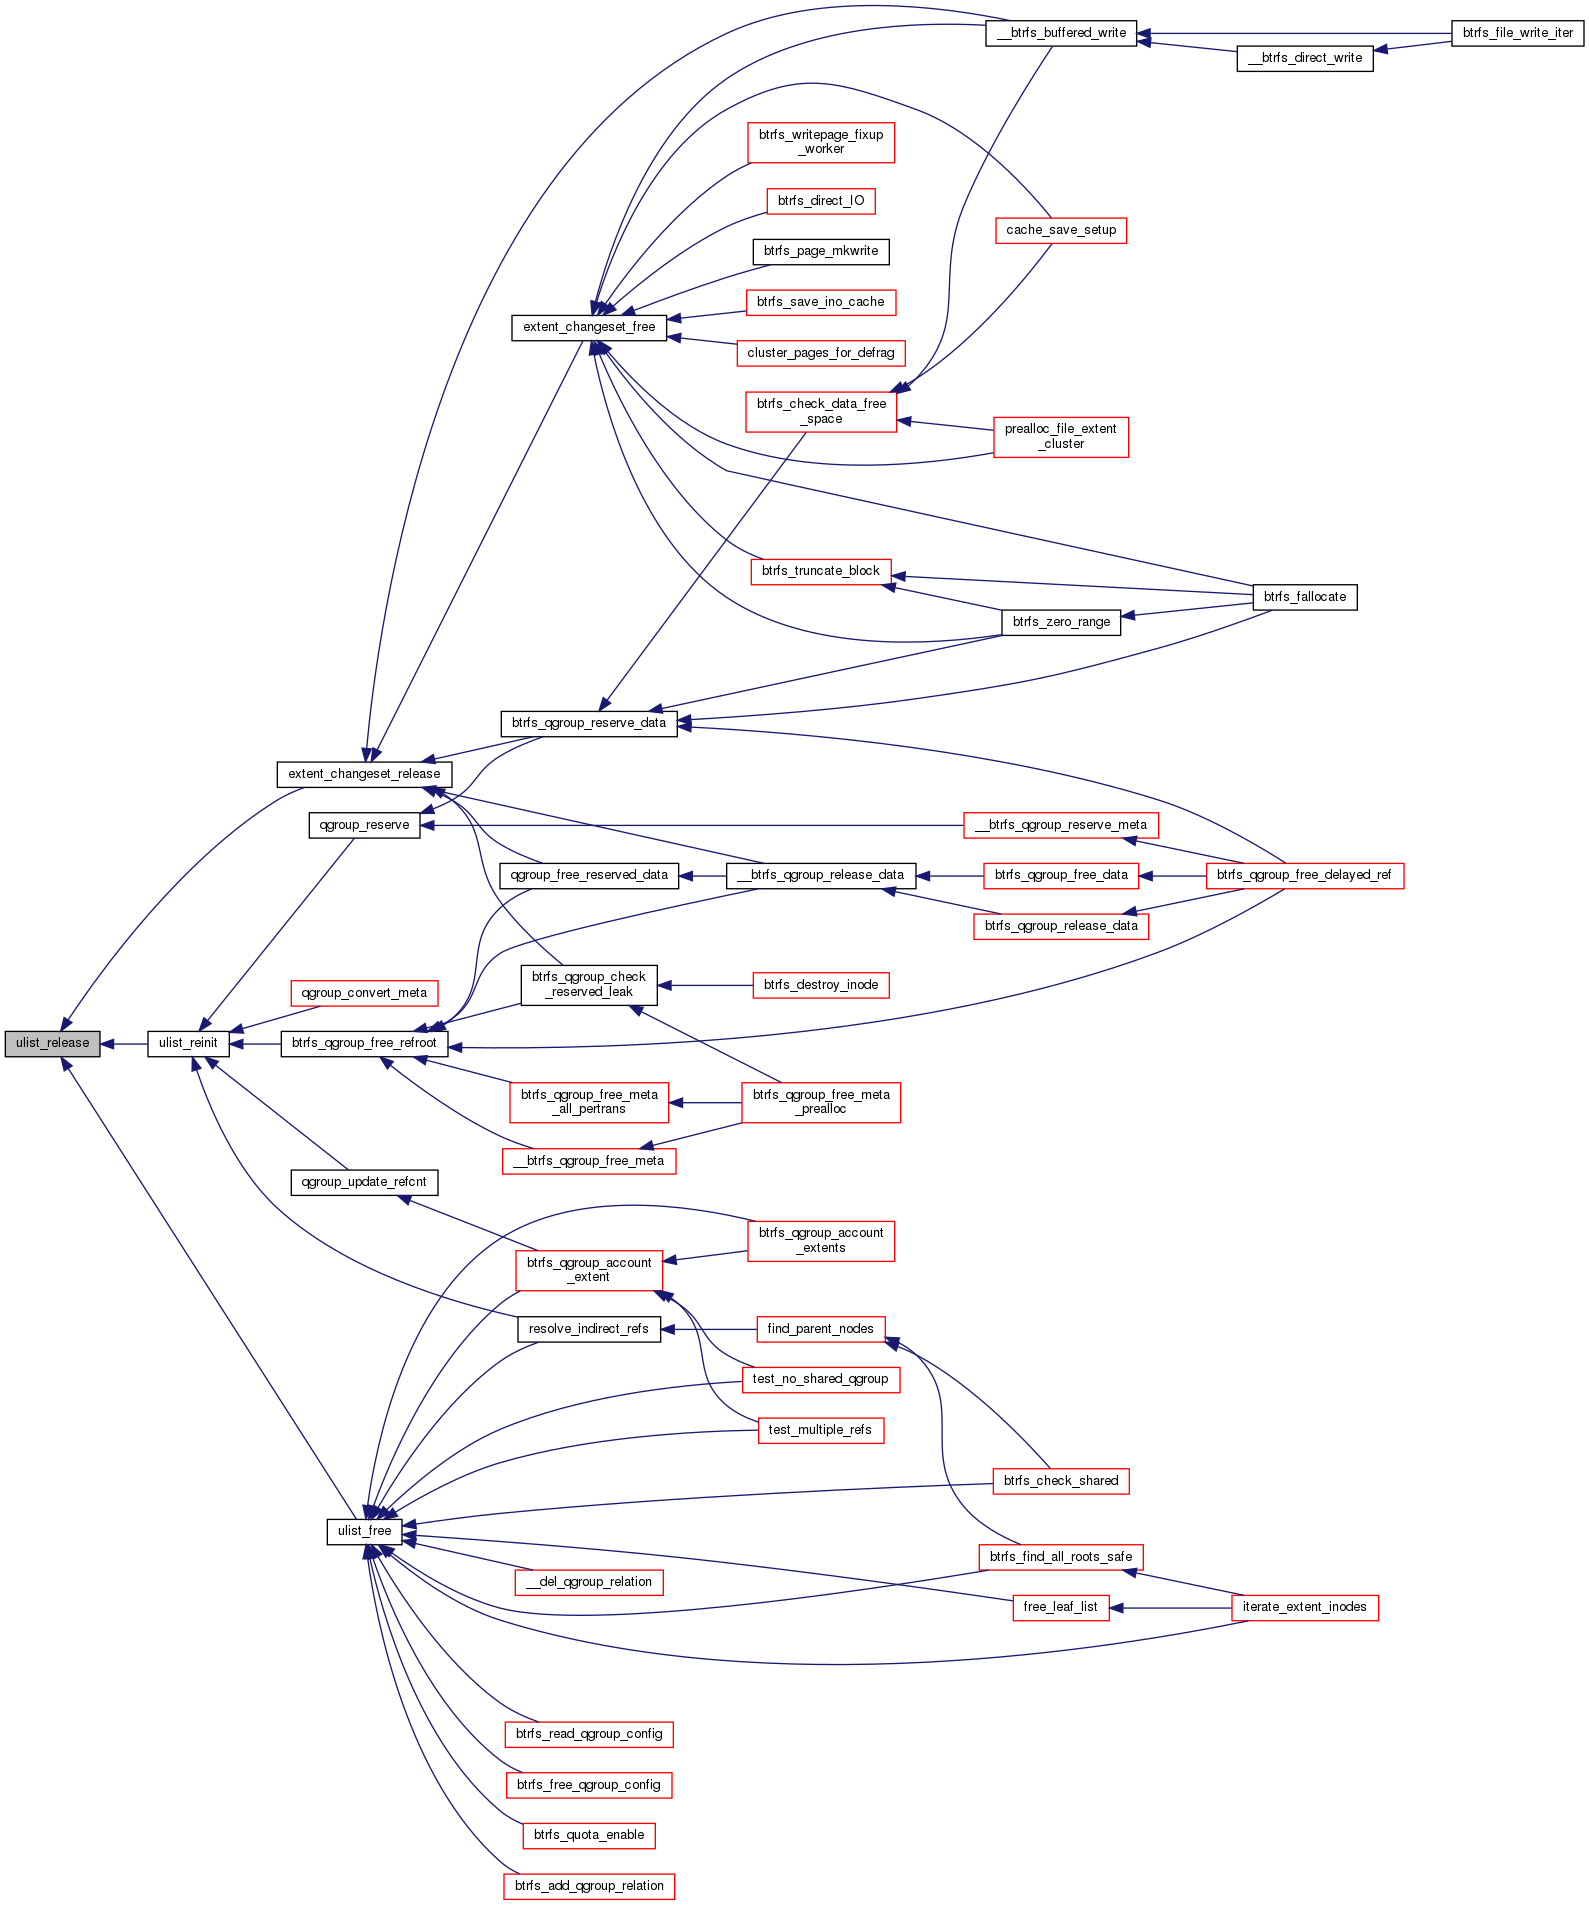 __btrfs_buffered_write
btrfs_file_write_iter
__btrfs_direct_write
btrfs_writepage_fixup
_worker
btrfs_direct_IO
cache_save_setup
btrfs_page_mkwrite
btrfs_save_ino_cache
extent_changeset_free
cluster_pages_for_defrag
btrfs_check_data_free
_space
prealloc_file_extent
_cluster
btrfs_truncate_block
btrfs_fallocate
btrfs_zero_range
btrfs_qgroup_reserve_data
extent_changeset_release
qgroup_reserve
__btrfs_qgroup_reserve_meta
qgroup_free_reserved_data
__btrfs_qgroup_release_data
btrfs_qgroup_free_data
btrfs_qgroup_free_delayed_ref
btrfs_qgroup_release_data
btrfs_qgroup_check
_reserved_leak
btrfs_destroy_inode
qgroup_convert_meta
ulist_release
ulist_reinit
btrfs_qgroup_free_refroot
btrfs_qgroup_free_meta
_all_pertrans
btrfs_qgroup_free_meta
_prealloc
__btrfs_qgroup_free_meta
qgroup_update_refcnt
btrfs_qgroup_account
_extents
btrfs_qgroup_account
_extent
resolve_indirect_refs
find_parent_nodes
test_no_shared_qgroup
test_multiple_refs
btrfs_check_shared
ulist_free
btrfs_find_all_roots_safe
__del_qgroup_relation
free_leaf_list
iterate_extent_inodes
btrfs_read_qgroup_config
btrfs_free_qgroup_config
btrfs_quota_enable
btrfs_add_qgroup_relation